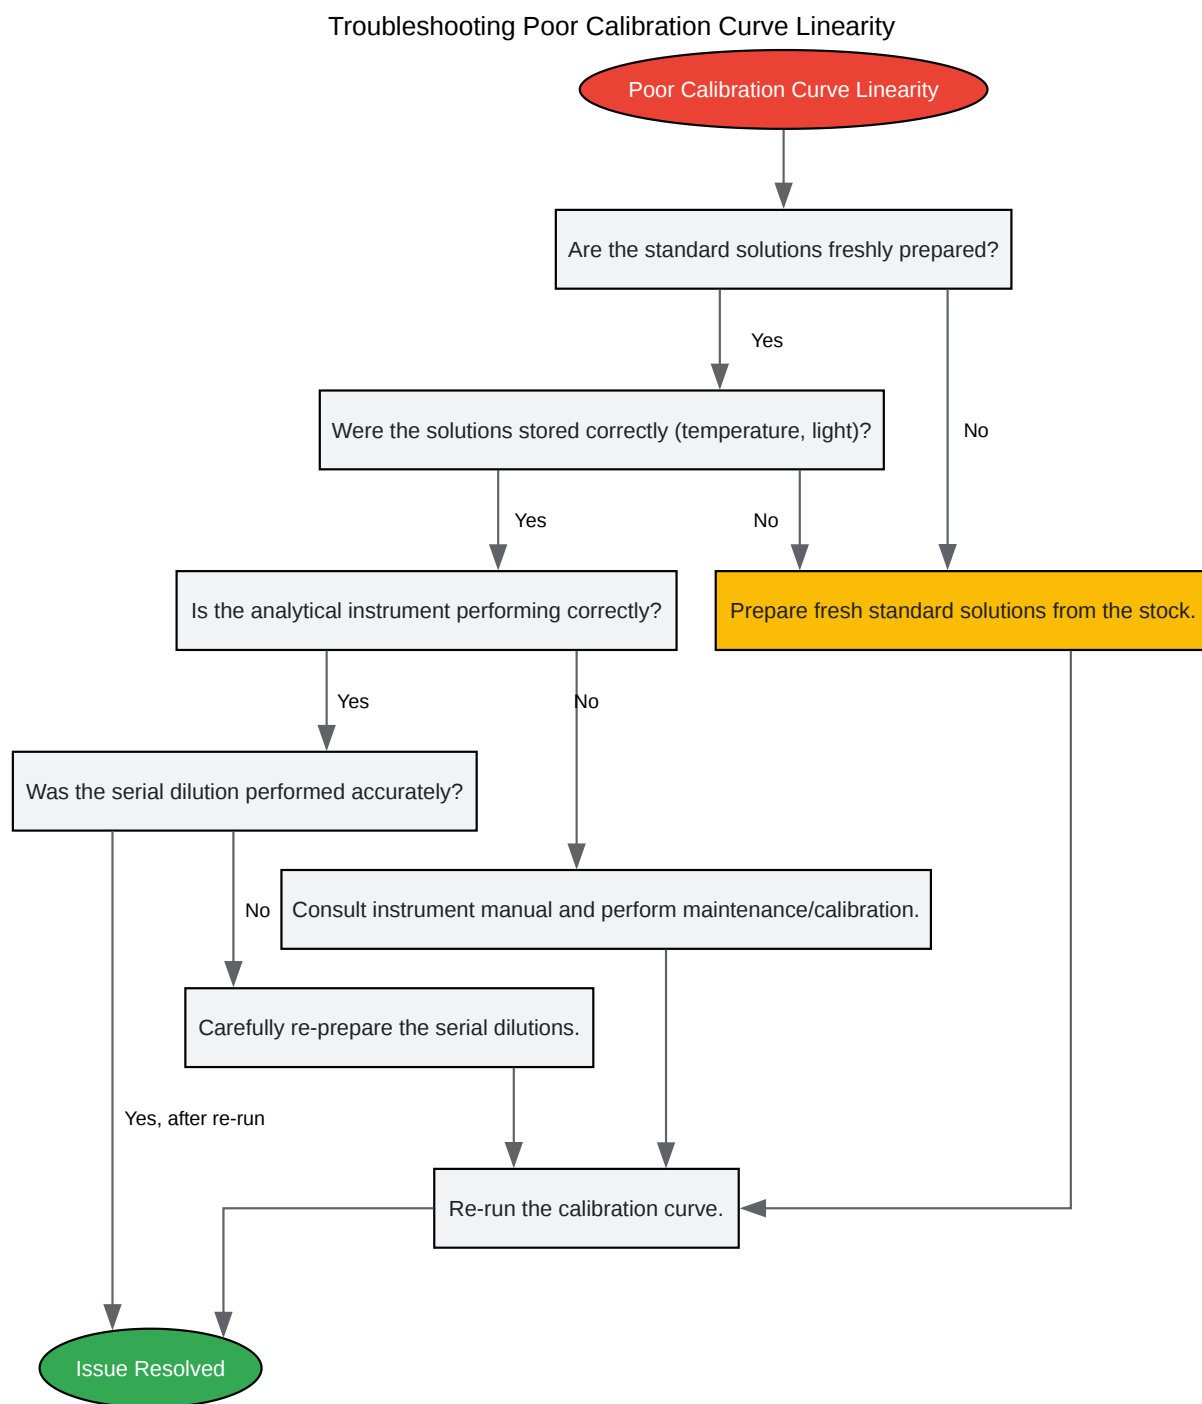 Troubleshooting Poor Calibration Curve Linearity
Poor Calibration Curve Linearity
Are the standard solutions freshly prepared?
Yes
Were the solutions stored correctly (temperature, light)?
No
Yes
No
Is the analytical instrument performing correctly?
Prepare fresh standard solutions from the stock.
Yes
No
Was the serial dilution performed accurately?
No
Consult instrument manual and perform maintenance/calibration.
Carefully re-prepare the serial dilutions.
Yes, after re-run
Re-run the calibration curve.
Issue Resolved